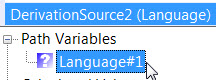 DerivationSource2 (Language)
Path Variables
Language#1